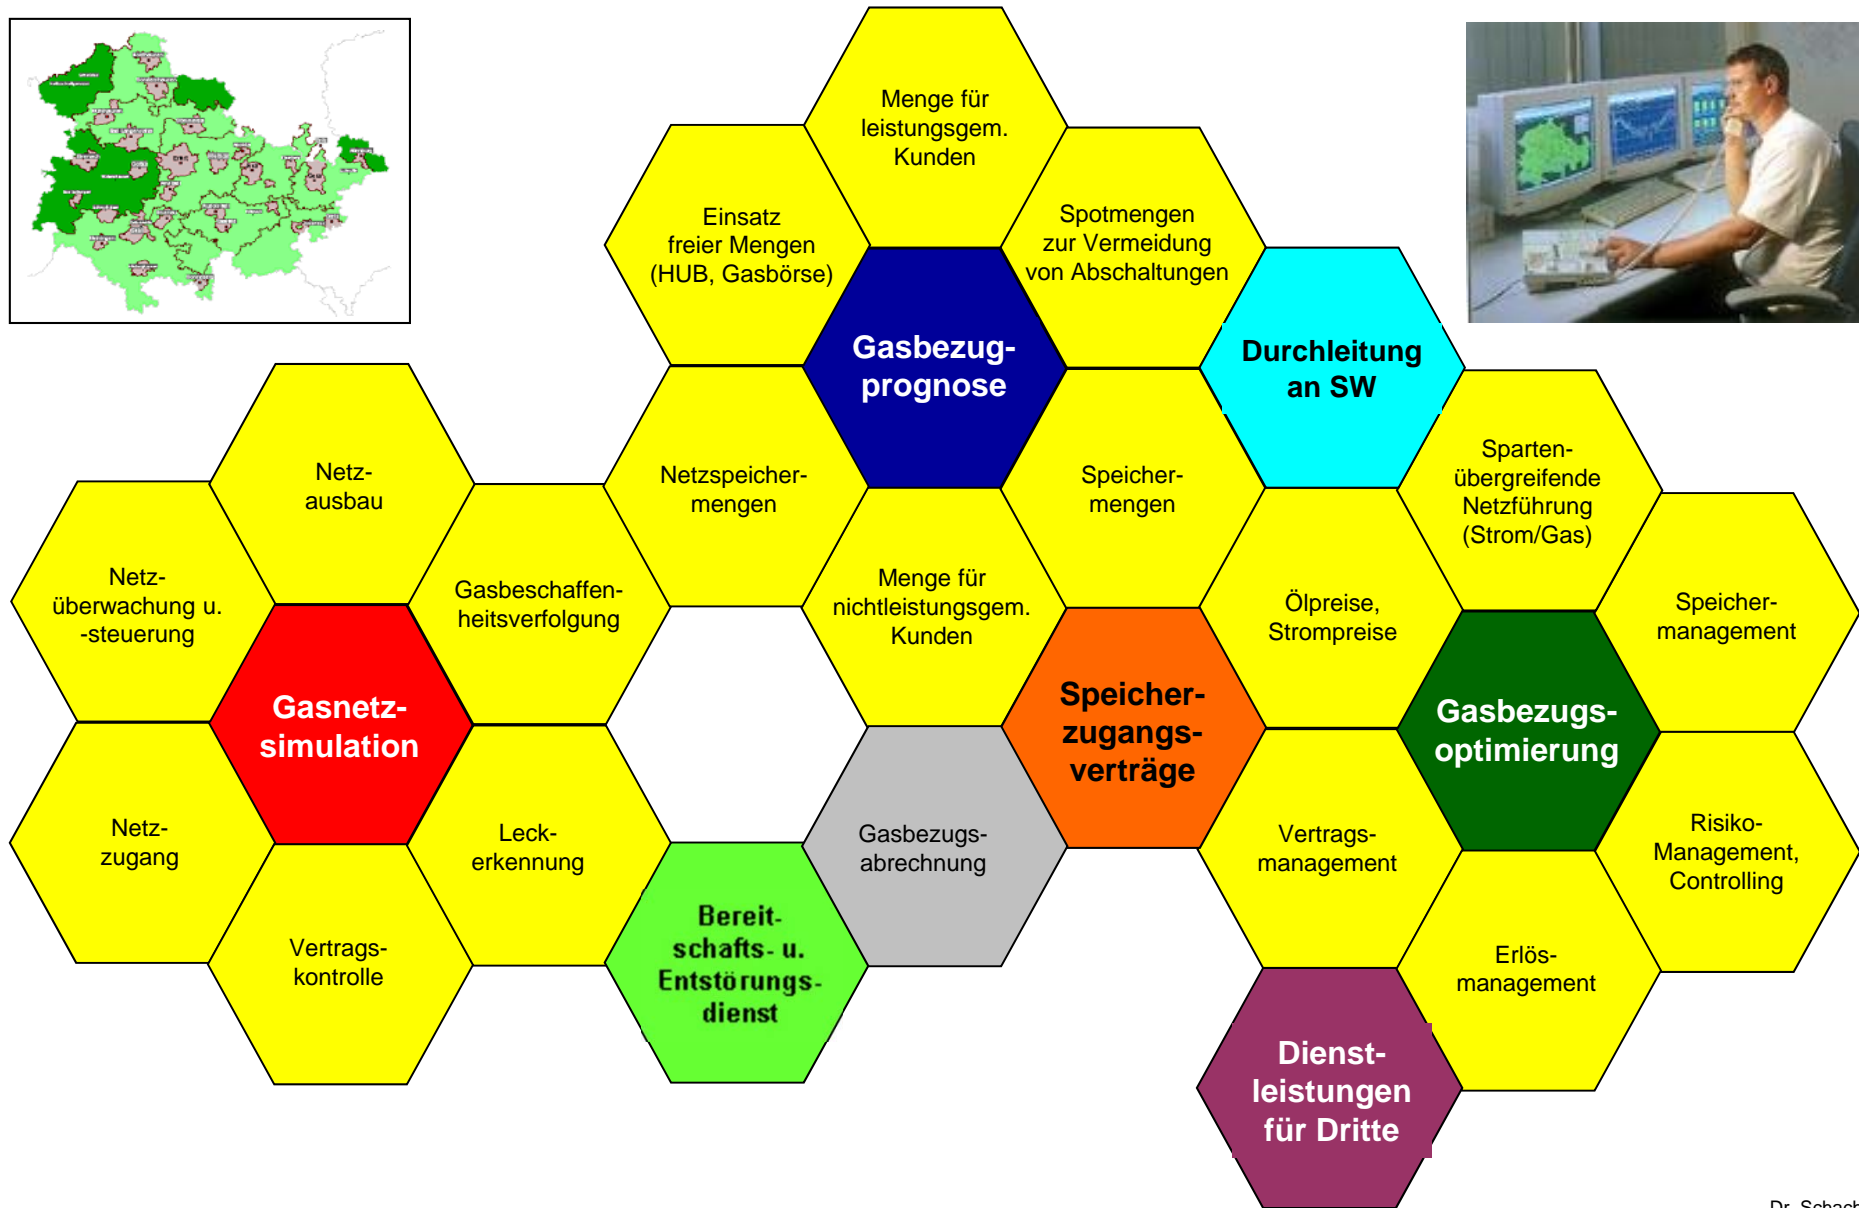 Menge für
leistungsgem.
Kunden
Einsatz
freier Mengen
(HUB, Gasbörse)
Spotmengen
zur Vermeidung
von Abschaltungen
Gasbezug-
prognose
Durchleitung
an SW
Netz-
ausbau
Netzspeicher-
mengen
Speicher-
mengen
Sparten-
übergreifende
Netzführung
(Strom/Gas)
Netz-
überwachung u.
-steuerung
Gasbeschaffen-
heitsverfolgung
Menge für
nichtleistungsgem.
Kunden
Ölpreise,
Strompreise
Speicher-
management
Gasnetz-
simulation
Speicher-
zugangs-
verträge
Gasbezugs-
optimierung
Netz-
zugang
Leck-
erkennung
Gasbezugs-
abrechnung
Vertrags-
management
Risiko-
Management,
Controlling
Vertrags-
kontrolle
Bereit-
schafts- u.
Entstörungs-
dienst
Erlös-
management
Dienst-
leistungen
für Dritte
Dr. Schach